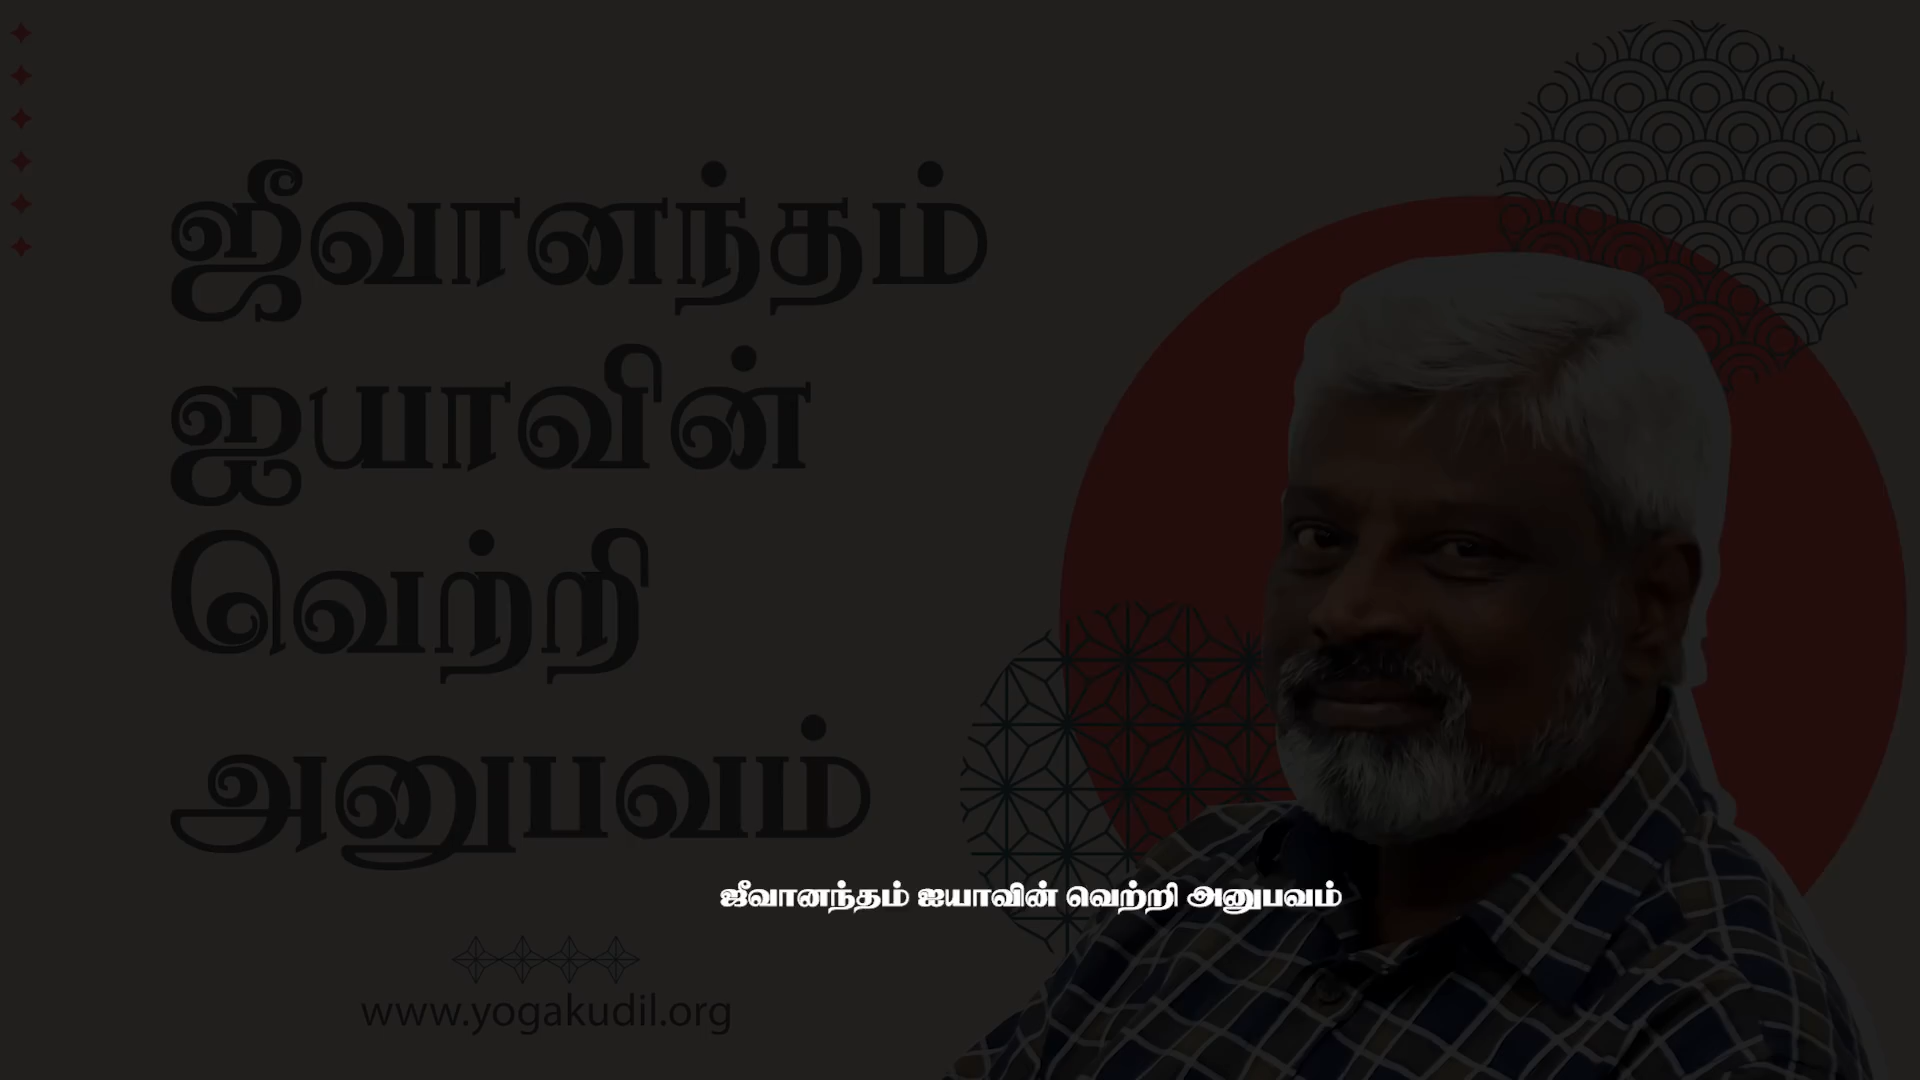 ஜீவானந்தம்
ஐயாவின்
வெற்றி
அனுபவம்
ஜீவானந்தம் ஐயாவின் வெற்றி அனுபவம்
www.yogakudil.org